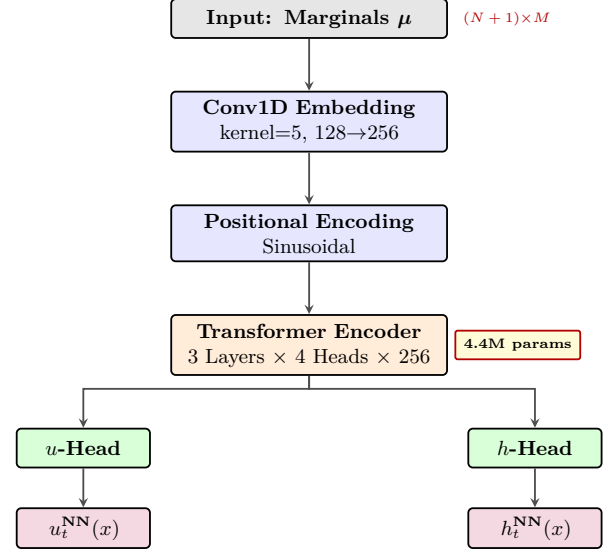 Input: Marginals μ
(N + 1)×M
Conv1D Embedding
kernel=5, 128→256
Positional Encoding
Sinusoidal
Transformer Encoder
3 Layers × 4 Heads × 256
4.4M params
u-Head
h-Head
u_t^NN(x)
h_t^NN(x)